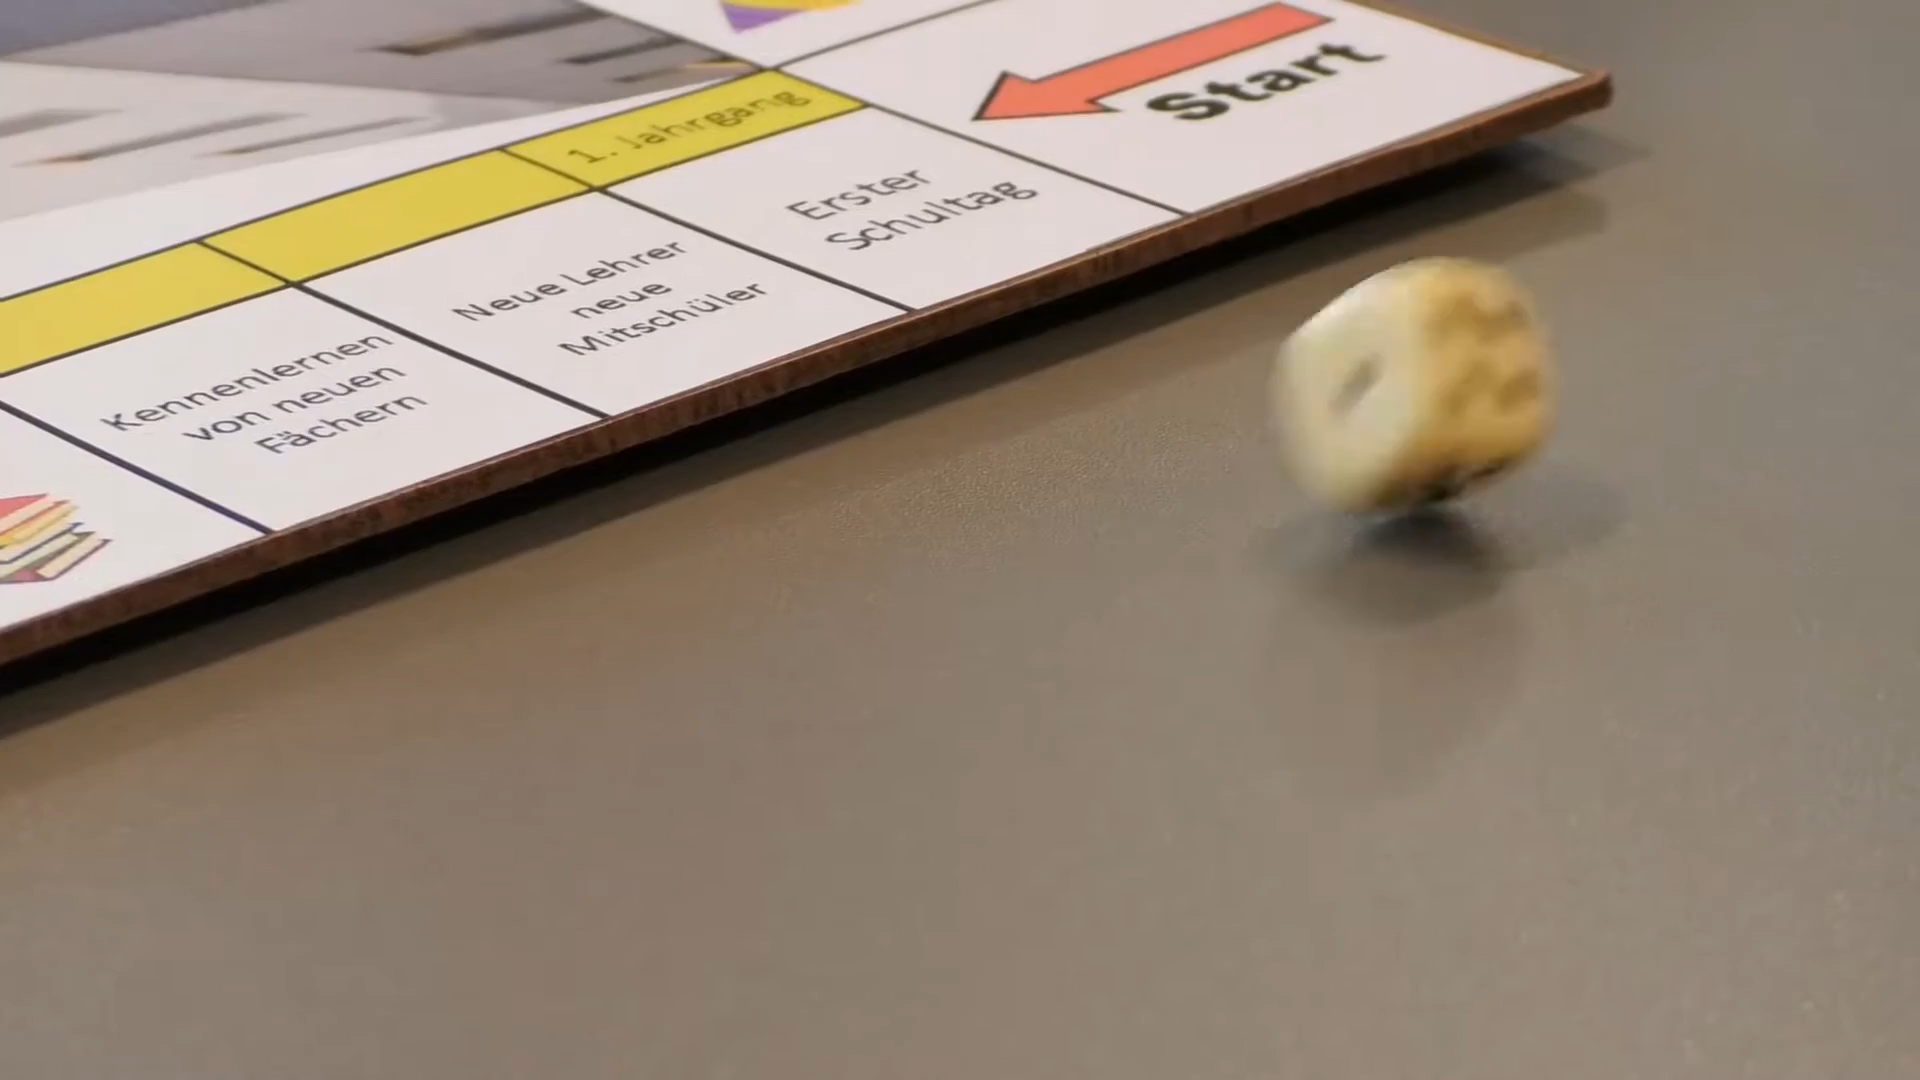 Start
1. Jahrgang
Erster
Schultag
Neue Lehrer
neue
Mitschüler
Kennenlernen
von neuen
Fächern